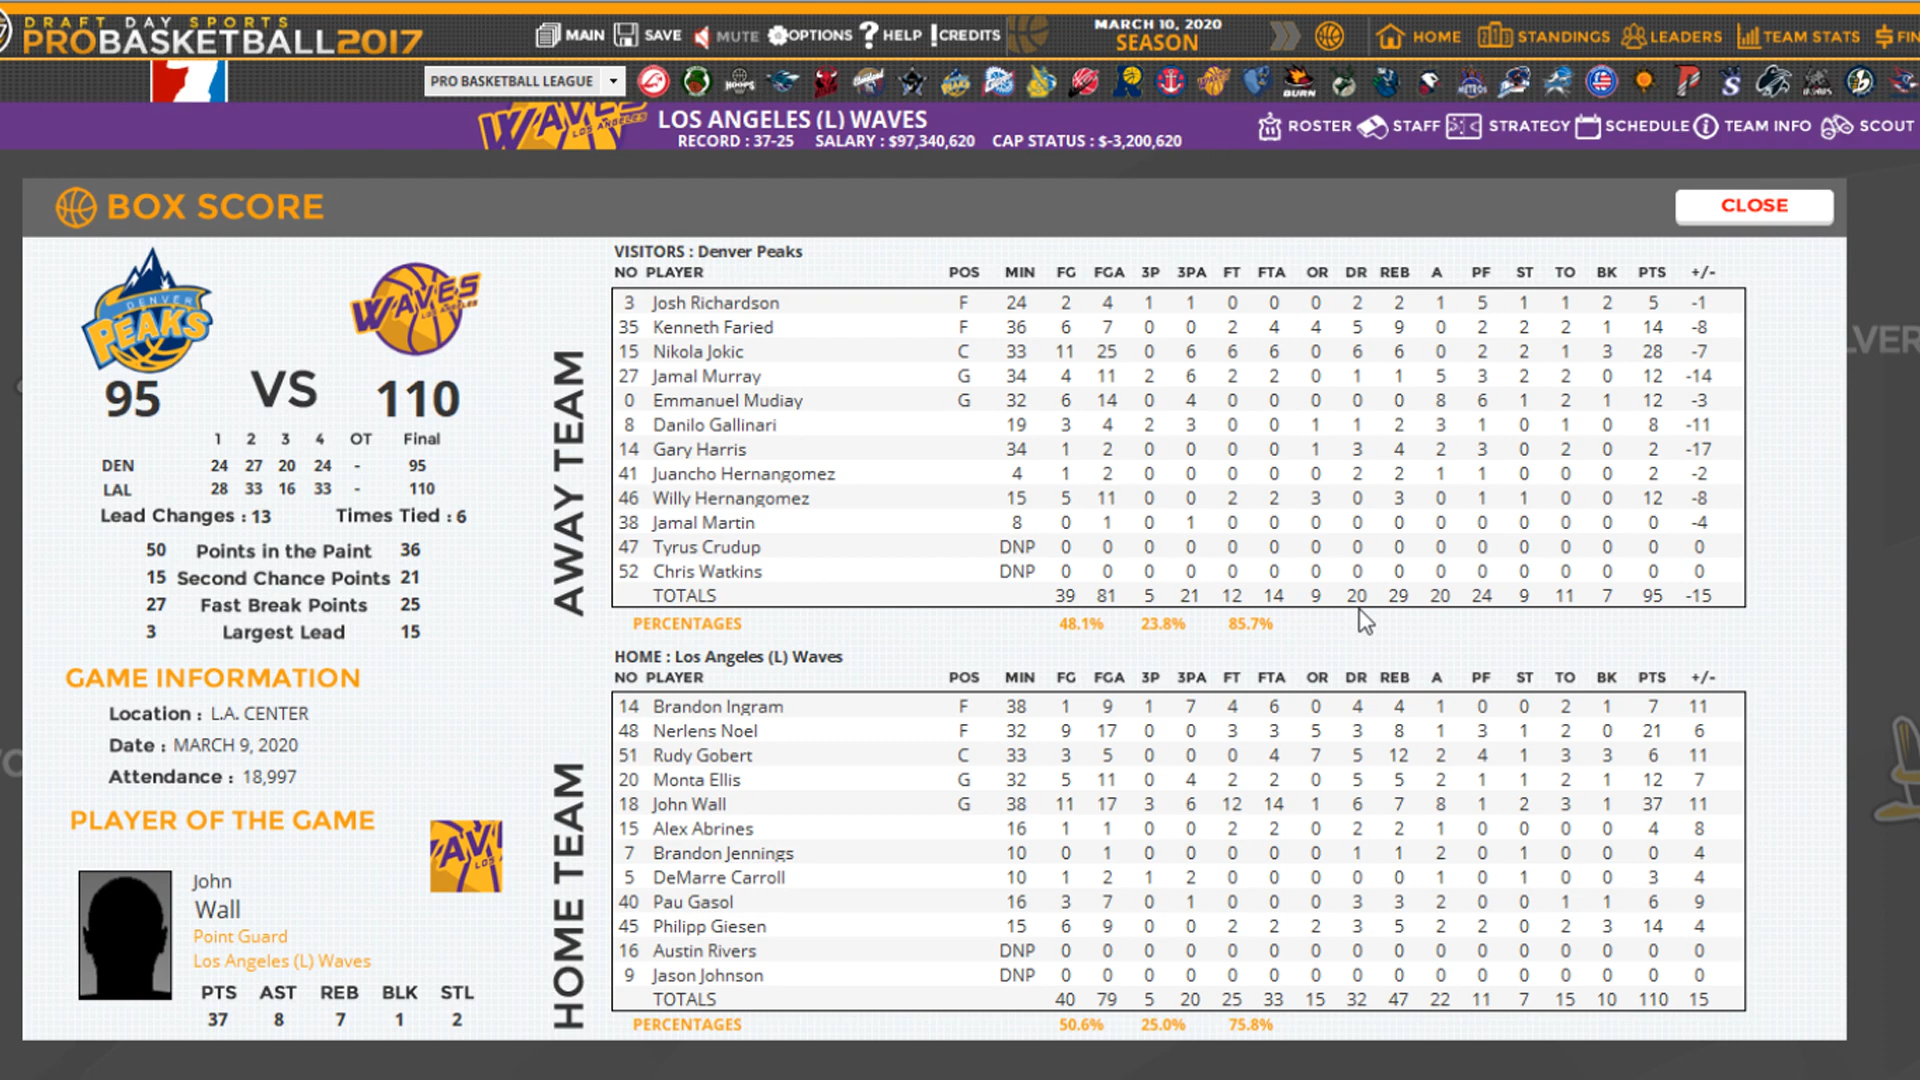 DRAFT DAY SPORTS
PROBASKETBALL2017
MAIN SAVE MUTE OPTIONS HELP CREDITS
MARCH 10, 2020
SEASON
HOME STANDINGS LEADERS TEAM STATS FIN
PRO BASKETBALL LEAGUE
WAVES
LOS ANGELES
LOS ANGELES (L) WAVES
RECORD : 37-25 SALARY : $97,340,620 CAP STATUS : $-3,200,620
ROSTER STAFF STRATEGY SCHEDULE TEAM INFO SCOUT
BOX SCORE
CLOSE
DENVER
PEAKS
WAVES
LOS ANGELES
95 VS 110
1 2 3 4 OT Final
DEN 24 27 20 24 - 95
LAL 28 33 16 33 - 110
Lead Changes : 13 Times Tied : 6
50 Points in the Paint 36
15 Second Chance Points 21
27 Fast Break Points 25
3 Largest Lead 15
GAME INFORMATION
Location : L.A. CENTER
Date : MARCH 9, 2020
Attendance : 18,997
PLAYER OF THE GAME
John
Wall
Point Guard
Los Angeles (L) Waves
PTS AST REB BLK STL
37 8 7 1 2
AWAY TEAM
VISITORS : Denver Peaks
NO PLAYER POS MIN FG FGA 3P 3PA FT FTA OR DR REB A PF ST TO BK PTS +/-
3 Josh Richardson F 24 2 4 1 1 0 0 0 2 2 1 5 1 1 2 5 -1
35 Kenneth Faried F 36 6 7 0 0 2 4 4 5 9 0 2 2 2 1 14 -8
15 Nikola Jokic C 33 11 25 0 6 6 6 0 6 6 0 2 2 1 3 28 -7
27 Jamal Murray G 34 4 11 2 6 2 2 0 1 1 5 3 2 2 0 12 -14
0 Emmanuel Mudiay G 32 6 14 0 4 0 0 0 0 0 8 6 1 2 1 12 -3
8 Danilo Gallinari 19 3 4 2 3 0 0 1 1 2 3 1 0 1 0 8 -11
14 Gary Harris 34 1 2 0 0 0 0 1 3 4 2 3 0 2 0 2 -17
41 Juancho Hernangomez 4 1 2 0 0 0 0 0 2 2 1 1 0 0 0 2 -2
46 Willy Hernangomez 15 5 11 0 0 2 2 3 0 3 0 1 1 0 0 12 -8
38 Jamal Martin 8 0 1 0 1 0 0 0 0 0 0 0 0 0 0 0 -4
47 Tyrus Crudup DNP 0 0 0 0 0 0 0 0 0 0 0 0 0 0 0 0
52 Chris Watkins DNP 0 0 0 0 0 0 0 0 0 0 0 0 0 0 0 0
TOTALS 39 81 5 21 12 14 9 20 29 20 24 9 11 7 95 -15
PERCENTAGES 48.1% 23.8% 85.7%
HOME TEAM
HOME : Los Angeles (L) Waves
NO PLAYER POS MIN FG FGA 3P 3PA FT FTA OR DR REB A PF ST TO BK PTS +/-
14 Brandon Ingram F 38 1 9 1 7 4 6 0 4 4 1 0 0 2 1 7 11
48 Nerlens Noel F 32 9 17 0 0 3 3 5 3 8 1 3 1 2 0 21 6
51 Rudy Gobert C 33 3 5 0 0 0 4 7 5 12 2 4 1 3 3 6 11
20 Monta Ellis G 32 5 11 0 4 2 2 0 5 5 2 1 1 2 1 12 7
18 John Wall G 38 11 17 3 6 12 14 1 6 7 8 1 2 3 1 37 11
15 Alex Abrines 16 1 1 0 0 2 2 0 2 2 1 0 0 0 0 4 8
7 Brandon Jennings 10 0 1 0 0 0 0 0 1 1 2 0 1 0 0 0 4
5 DeMarre Carroll 10 1 2 1 2 0 0 0 0 0 1 0 1 0 0 3 4
40 Pau Gasol 16 3 7 0 1 0 0 0 3 3 2 0 0 1 1 6 9
45 Philipp Giesen 15 6 9 0 0 2 2 2 3 5 2 2 0 2 3 14 4
16 Austin Rivers DNP 0 0 0 0 0 0 0 0 0 0 0 0 0 0 0 0
9 Jason Johnson DNP 0 0 0 0 0 0 0 0 0 0 0 0 0 0 0 0
TOTALS 40 79 5 20 25 33 15 32 47 22 11 7 15 10 110 15
PERCENTAGES 50.6% 25.0% 75.8%